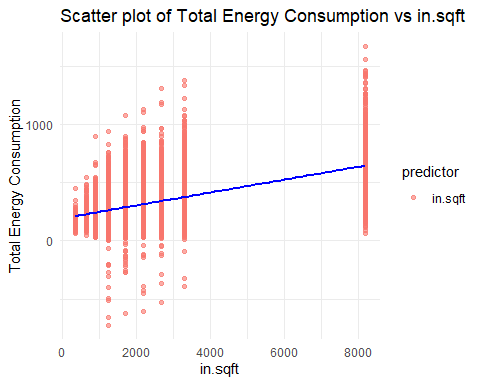 Scatter plot of Total Energy Consumption vs in.sqft
Total Energy Consumption
1000
0
0
2000
4000
6000
8000
in.sqft
predictor
in.sqft